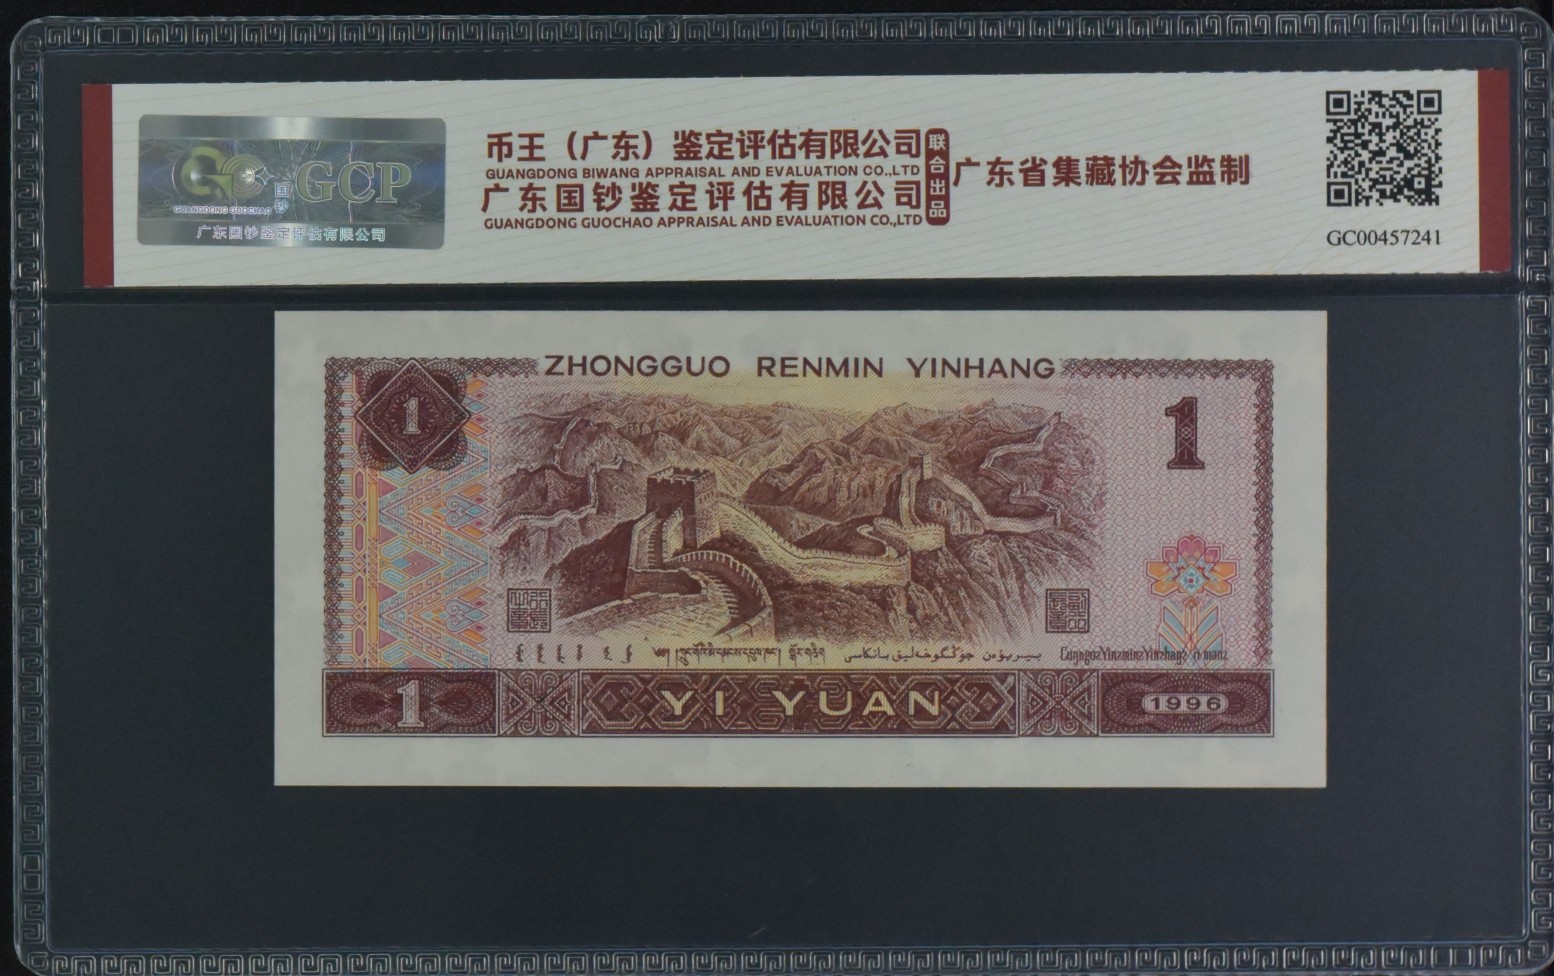 GCP
国钞
GUANGDONG GUOCHAO
广东国钞鉴定评估有限公司
币王（广东）鉴定评估有限公司
GUANGDONG BIWANG APPRAISAL AND EVALUATION CO.,LTD
广东国钞鉴定评估有限公司
GUANGDONG GUOCHAO APPRAISAL AND EVALUATION CO.,LTD
联合出品
广东省集藏协会监制
GC00457241
ZHONGGUO RENMIN YINHANG
1
1
1
YI YUAN
1996